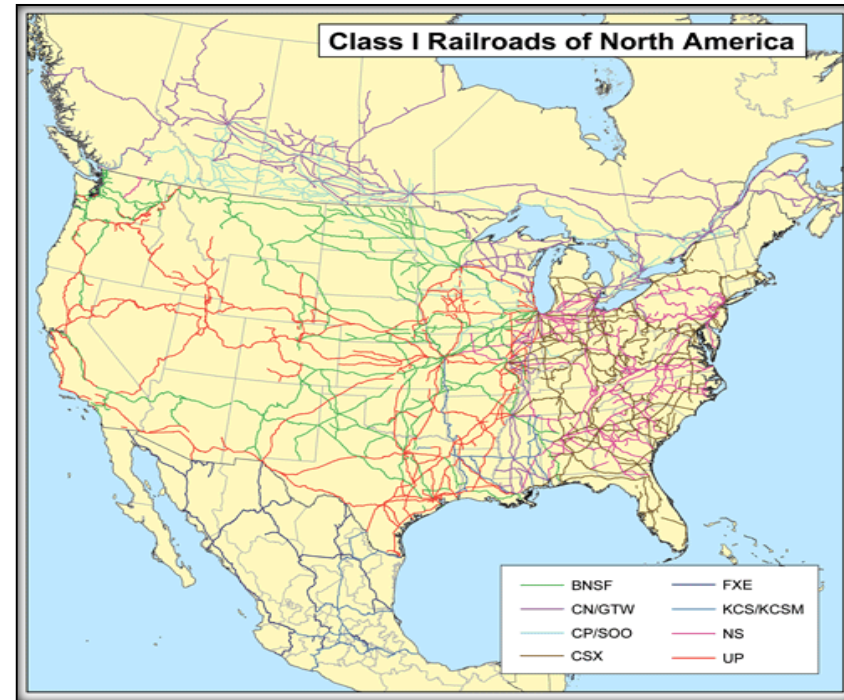 Class I Railroads of North America
BNSF
FXE
CN/GTW
KCS/KCSM
CP/SOO
NS
CSX
UP